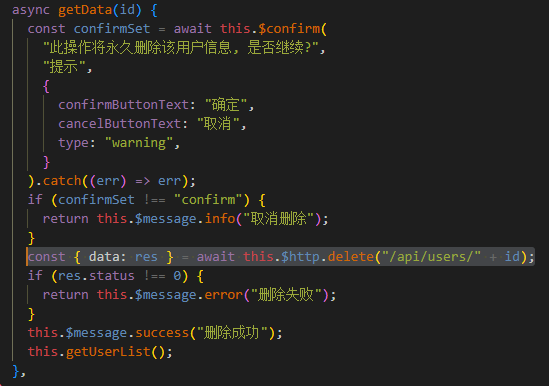 async getData(id) {
const confirmSet = await this.$confirm(
"此操作将永久删除该用户信息, 是否继续?",
"提示",
{
confirmButtonText: "确定",
cancelButtonText: "取消",
type: "warning",
}
).catch((err) => err);
if (confirmSet !== "confirm") {
return this.$message.info("取消删除");
}
const { data: res } = await this.$http.delete("/api/users/" + id);
if (res.status !== 0) {
return this.$message.error("删除失败");
}
this.$message.success("删除成功");
this.getUserList();
},